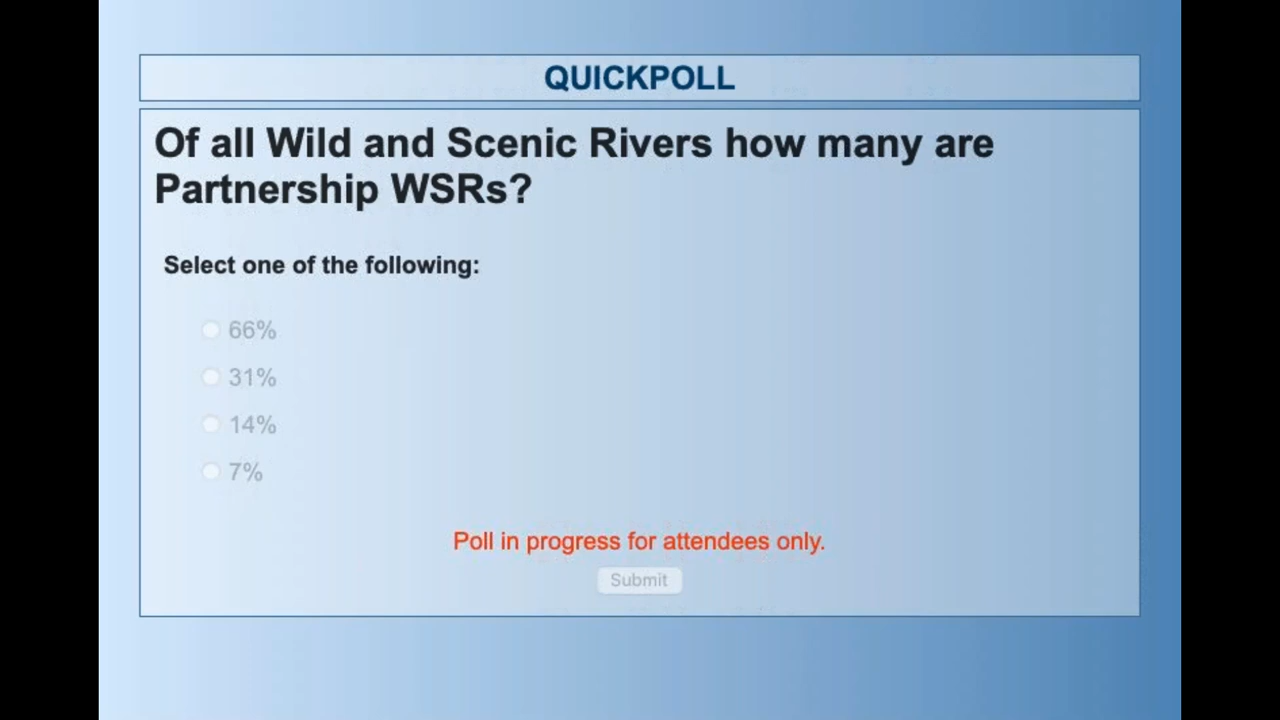 QUICKPOLL
Of all Wild and Scenic Rivers how many are
Partnership WSRs?
Select one of the following:
66%
31%
14%
7%
Poll in progress for attendees only.
Submit